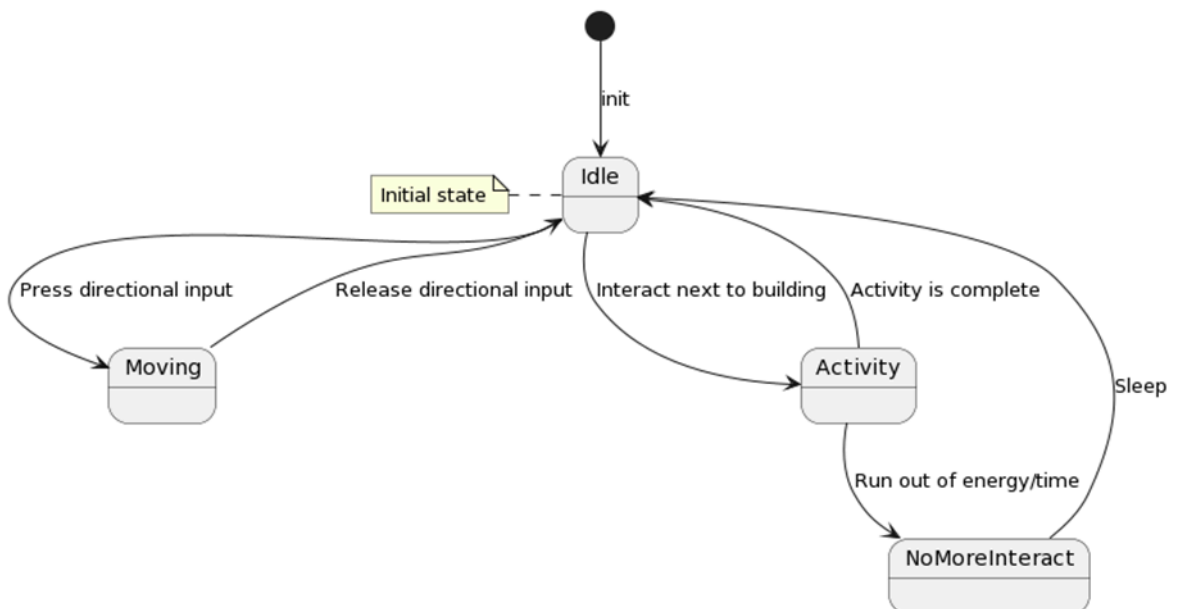 init
Idle
Initial state
Press directional input
Release directional input
Interact next to building
Activity is complete
Moving
Activity
Sleep
Run out of energy/time
NoMoreInteract